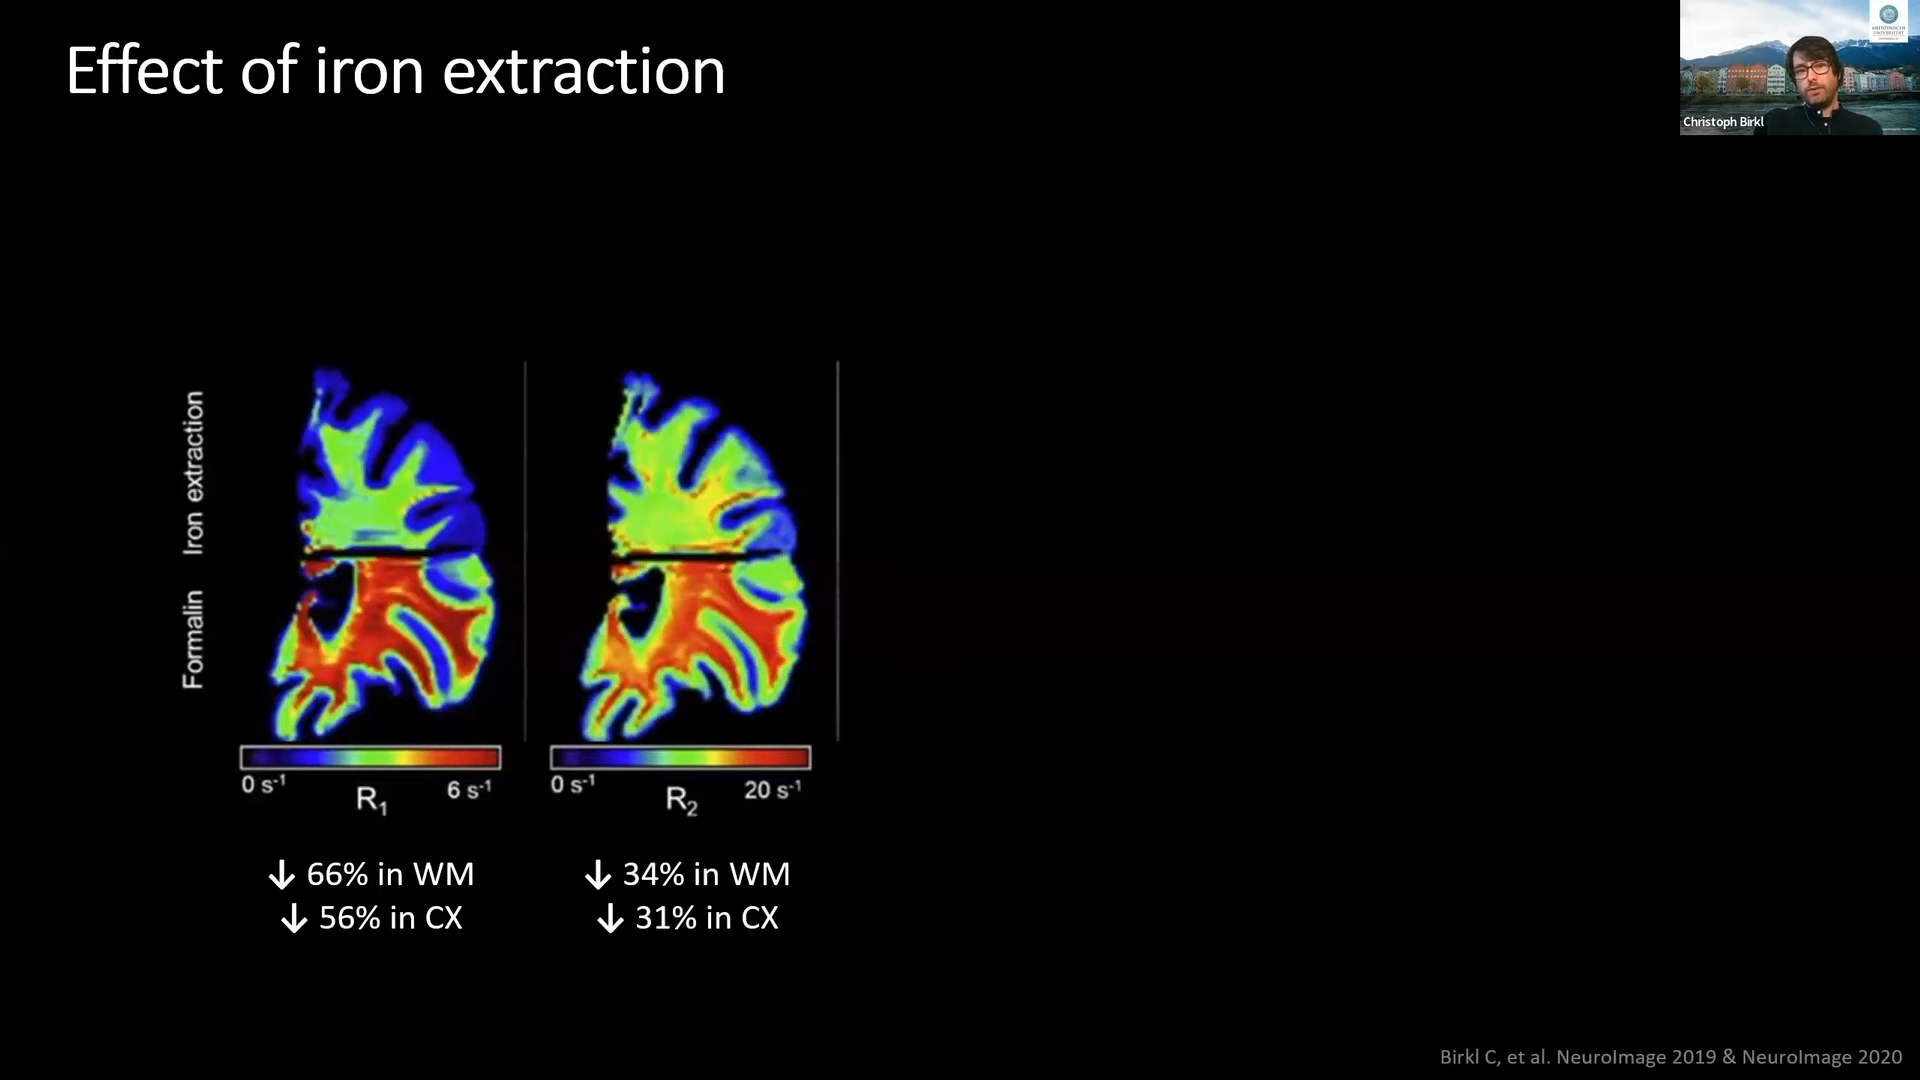 Effect of iron extraction
MEDIZINISCHE
UNIVERSITÄT
Christoph Birkl
Iron extraction
Formalin
0 s⁻¹
6 s⁻¹
R₁
0 s⁻¹
20 s⁻¹
R₂
↓ 66% in WM
↓ 56% in CX
↓ 34% in WM
↓ 31% in CX
Birkl C, et al. NeuroImage 2019 & NeuroImage 2020